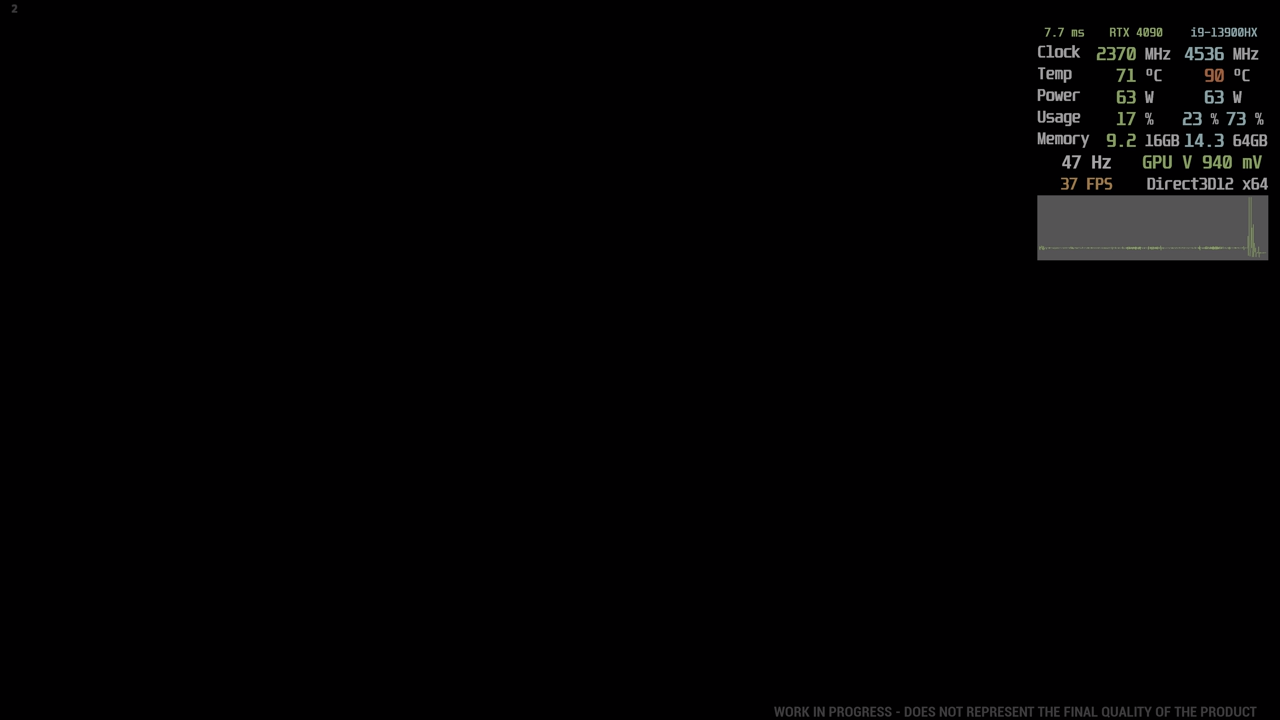 2
7.7 ms RTX 4090 i9-13900HX
Clock 2370 MHz 4536 MHz
Temp 71 °C 90 °C
Power 63 W 63 W
Usage 17 % 23 % 73 %
Memory 9.2 16GB 14.3 64GB
47 Hz GPU V 940 mV
37 FPS Direct3D12 x64
WORK IN PROGRESS - DOES NOT REPRESENT THE FINAL QUALITY OF THE PRODUCT